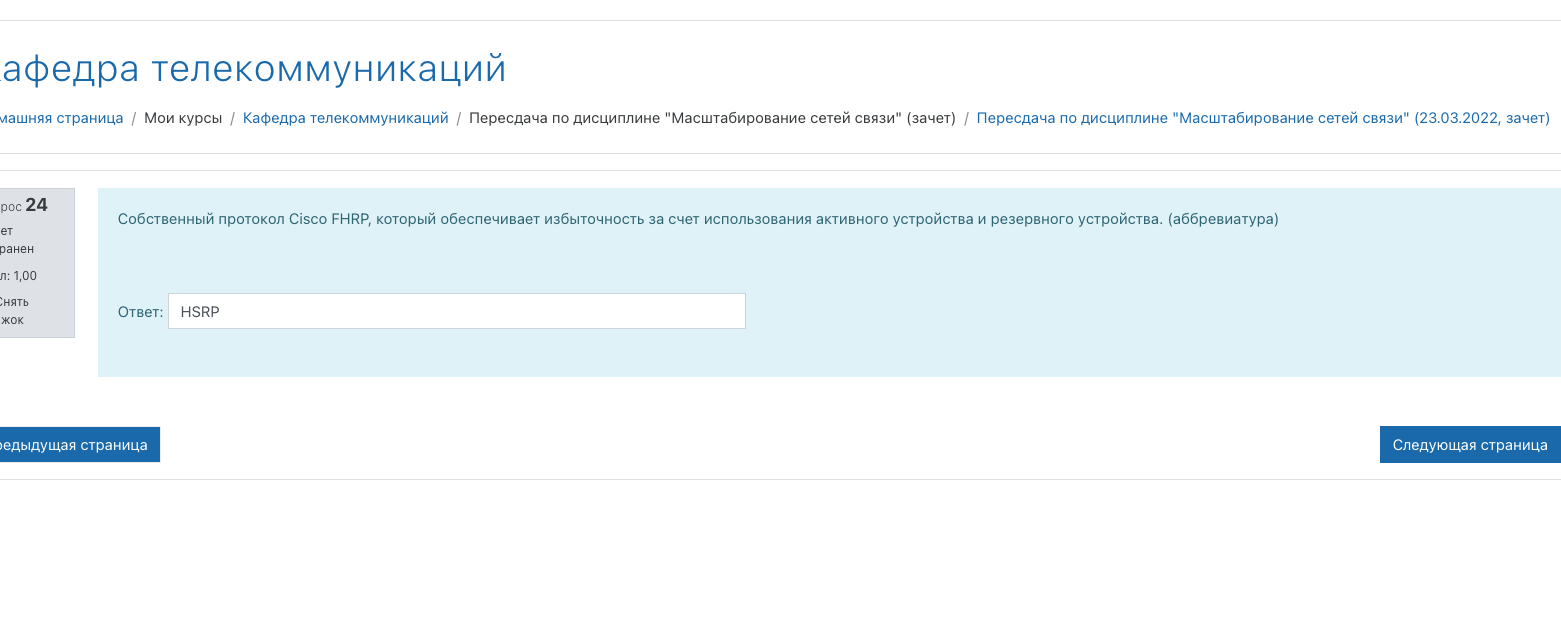 афедра телекоммуникаций
машняя страница / Мои курсы / Кафедра телекоммуникаций / Пересдача по дисциплине "Масштабирование сетей связи" (зачет) / Пересдача по дисциплине "Масштабирование сетей связи" (23.03.2022, зачет)
рос 24
ет
ранен
л: 1,00
Снять
жок
Собственный протокол Cisco FHRP, который обеспечивает избыточность за счет использования активного устройства и резервного устройства. (аббревиатура)
Ответ: HSRP
редыдущая страница
Следующая страница